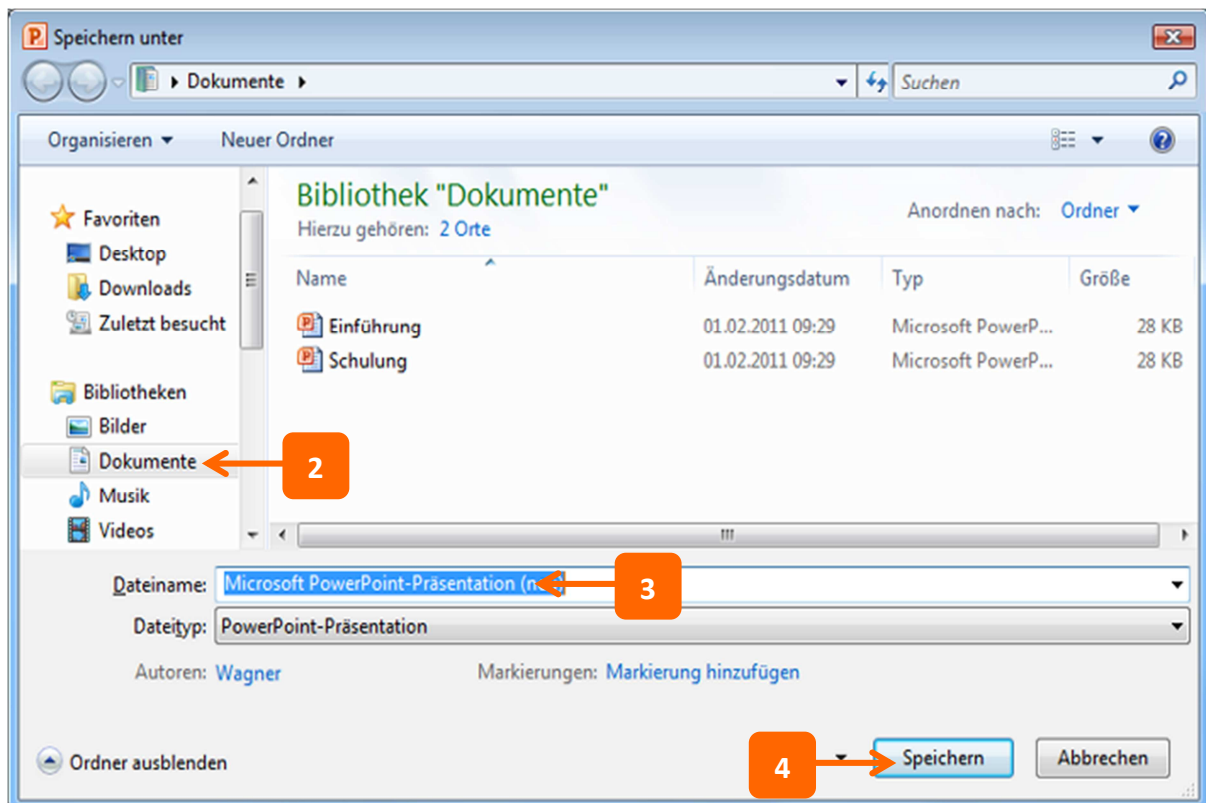 Speichern unter
Dokumente
Suchen
Organisieren Neuer Ordner
Bibliothek "Dokumente"
Hierzu gehören: 2 Orte
Anordnen nach: Ordner
Favoriten
Desktop
Downloads
Zuletzt besucht
Bibliotheken
Bilder
Dokumente
Musik
Videos
Name Änderungsdatum Typ Größe
Einführung 01.02.2011 09:29 Microsoft PowerP... 28 KB
Schulung 01.02.2011 09:29 Microsoft PowerP... 28 KB
2
Dateiname: Microsoft PowerPoint-Präsentation
3
Dateityp: PowerPoint-Präsentation
Autoren: Wagner Markierungen: Markierung hinzufügen
Ordner ausblenden
4
Speichern Abbrechen